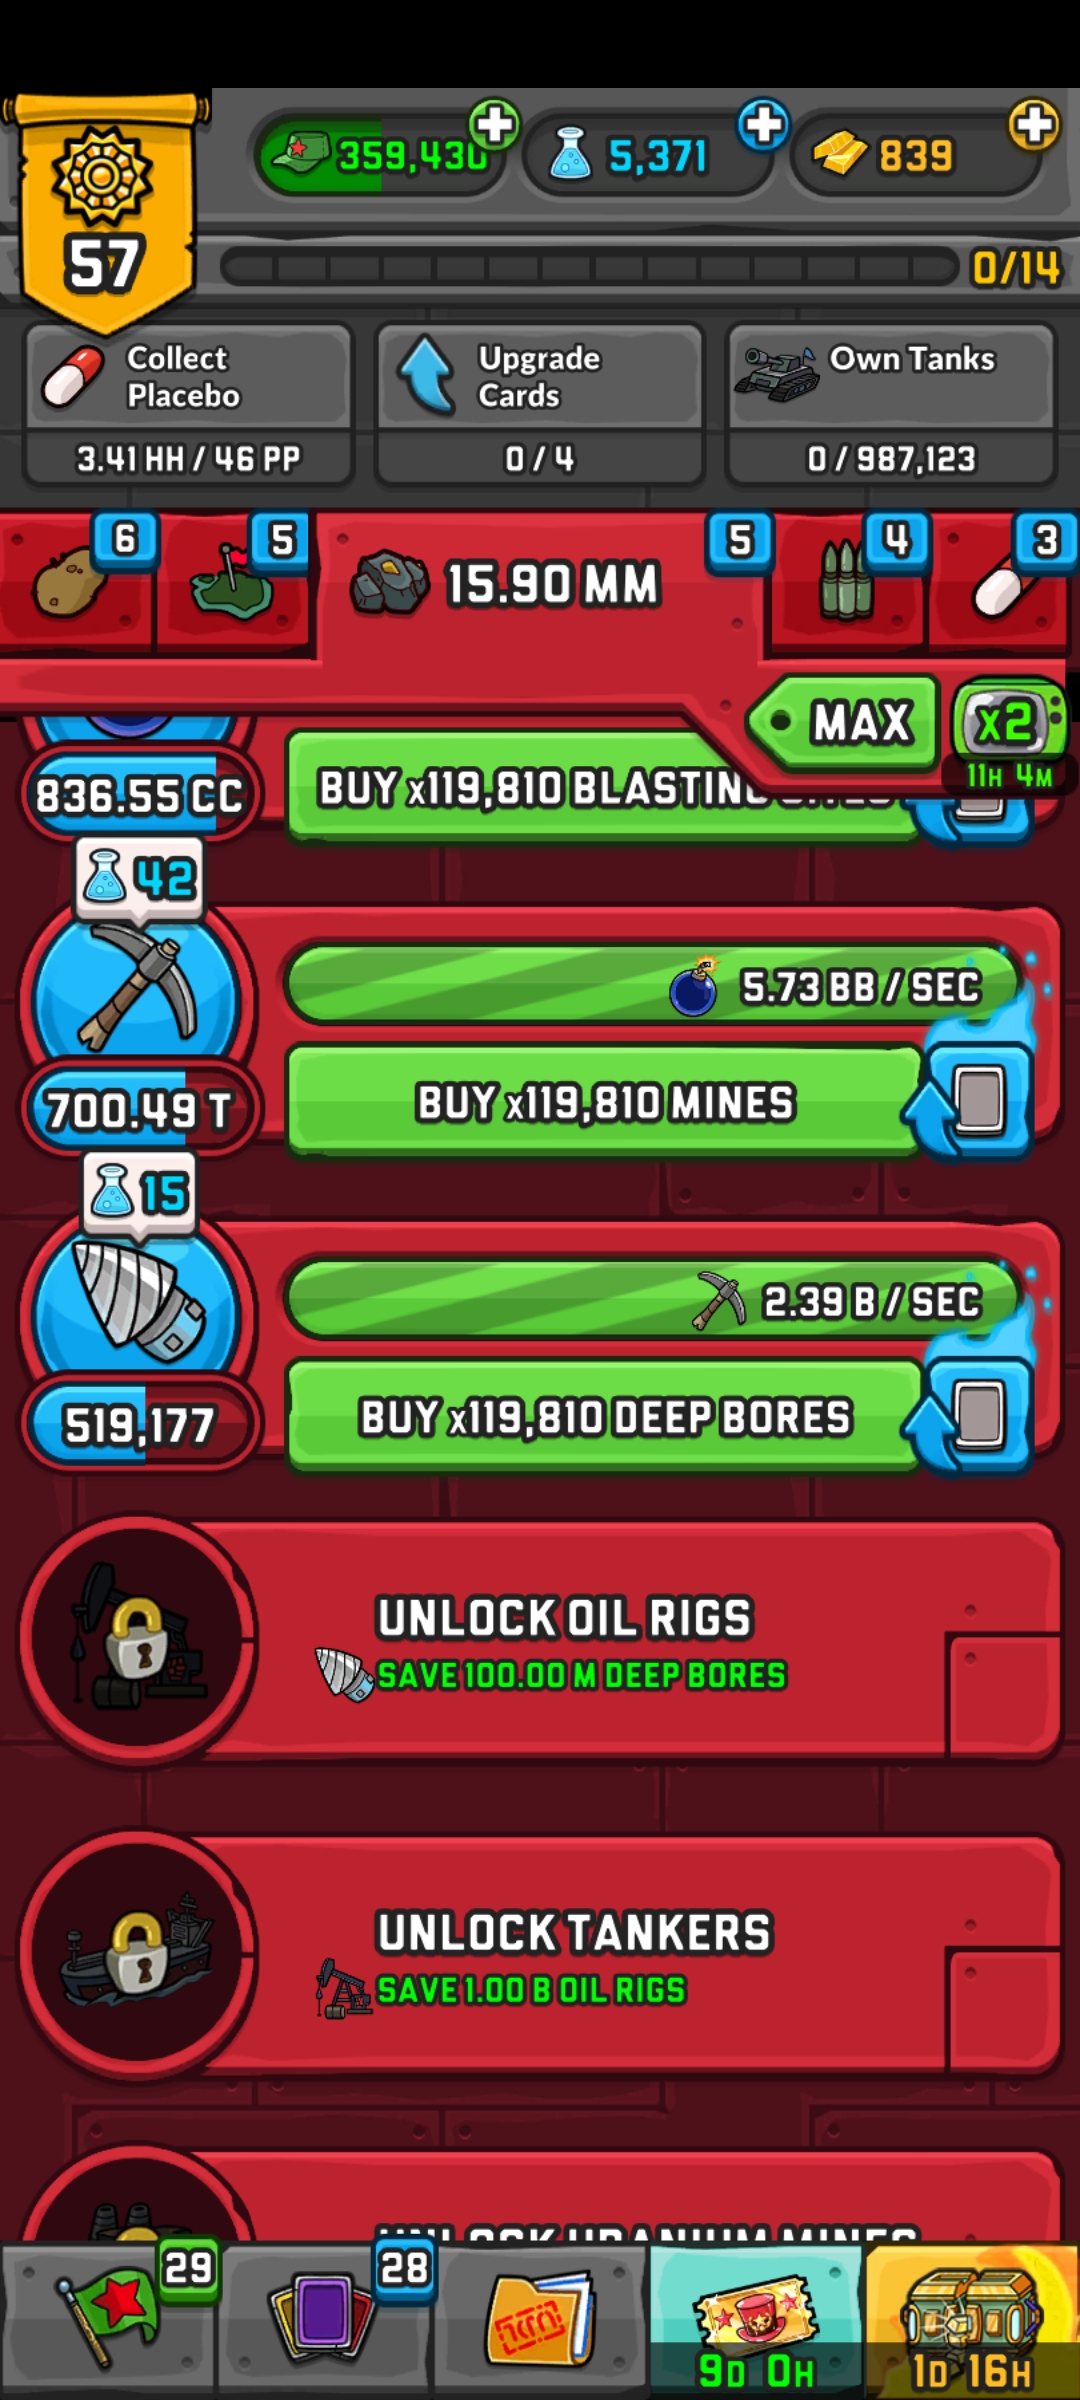 359,430
5,371
839
57
0/14
Collect
Placebo
Upgrade
Cards
Own Tanks
3.41 HH / 46 PP
0 / 4
0 / 987,123
6
5
15.90 MM
5
4
3
MAX
x2
11H 4M
836.55 CC
BUY x119,810 BLASTING SITES
42
5.73 BB / SEC
700.49 T
BUY x119,810 MINES
15
2.39 B / SEC
519,177
BUY x119,810 DEEP BORES
UNLOCK OIL RIGS
SAVE 100.00 M DEEP BORES
UNLOCK TANKERS
SAVE 1.00 B OIL RIGS
UNLOCK URANIUM MINES
29
28
9D 0H
1D 16H